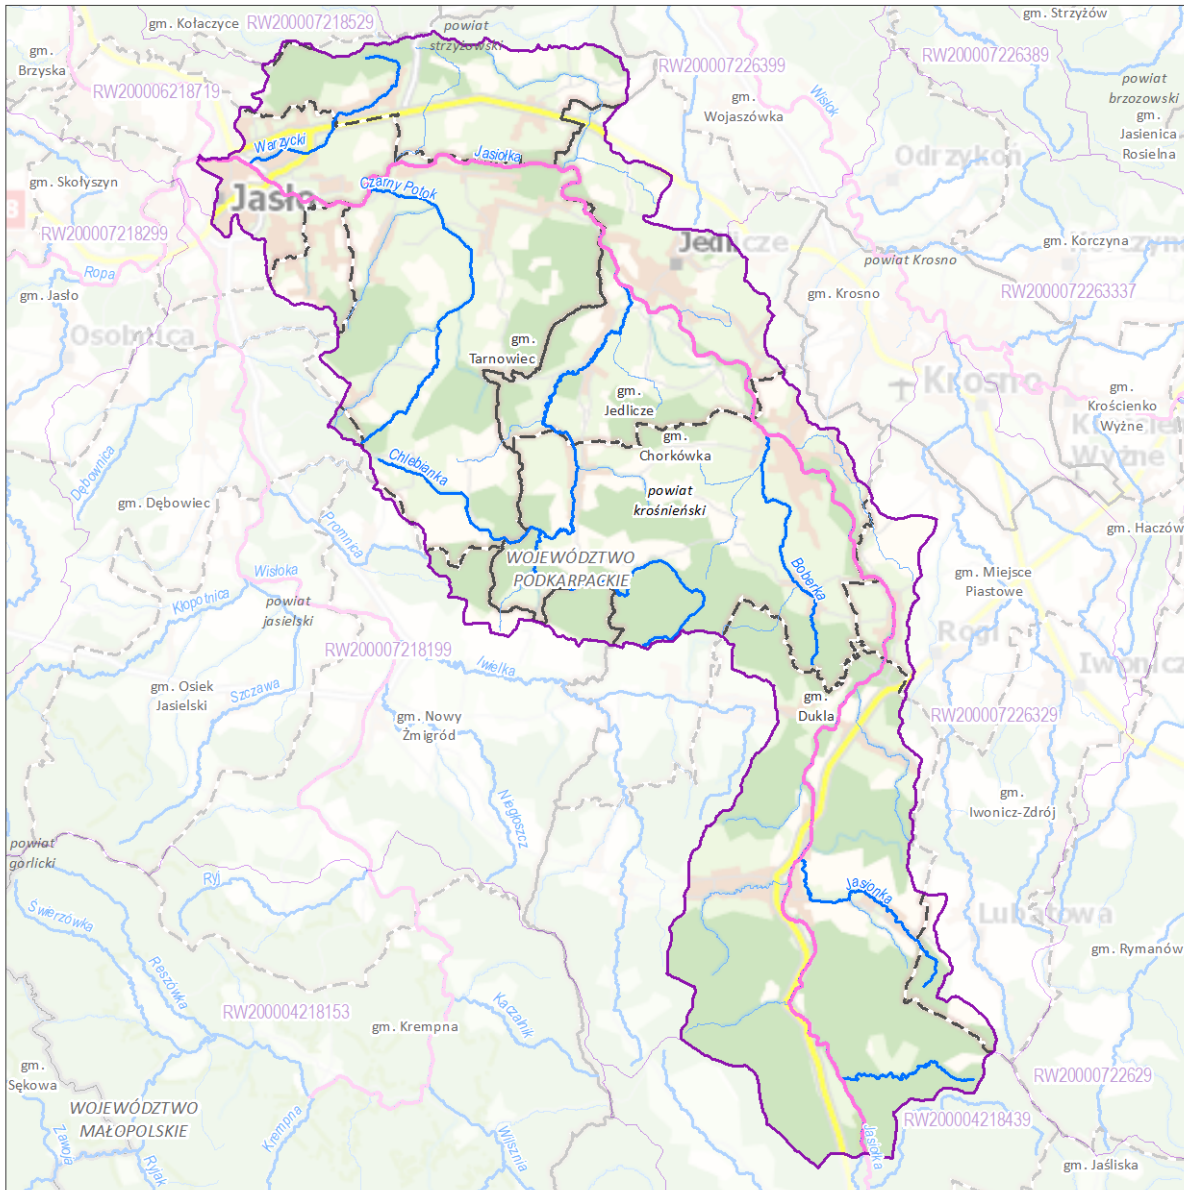 gm. Kołaczyce
RW200007218529
powiat
strzyżowski
gm. Strzyżów
gm.
Brzyska
RW200006218719
RW200007226399
RW200007226389
powiat
brzozowski
gm.
Jasienica
Rosielna
gm.
Wojaszówka
Wisłok
Odrzykoń
Warzycki
Jasiołka
gm. Skołyszyn
Czarny Potok
Jasło
RW200007218299
Ropa
Jedlicze
gm. Korczyna
Korczyna
powiat Krosno
gm. Jasło
gm. Krosno
RW2000072263337
Osobnica
gm.
Tarnowiec
gm.
Jedlicze
Krosno
gm.
Krościenko
Wyżne
Wyżne
gm.
Chorkówka
Chlebianka
Dębownica
gm. Dębowiec
powiat
krośnieński
Promnica
gm. Haczów
WOJEWÓDZTWO
PODKARPACKIE
Boberka
gm. Miejsce
Piastowe
Wisłoka
Kłopotnica
powiat
jasielski
Rogi
RW200007218199
Iwielka
Iwonicz
gm. Osiek
Jasielski
Szczawa
gm.
Dukla
gm. Nowy
Żmigród
RW200007226329
Niegłoszcz
gm.
Iwonicz-Zdrój
powiat
gorlicki
Ryj
Jasionka
Świerzówka
Lubatowa
gm. Rymanów
Reszówka
RW200004218153
Kaczalnik
gm. Krempna
gm.
Sękowa
RW20000722629
WOJEWÓDZTWO
MAŁOPOLSKIE
Krempna
RW200004218439
Zawoja
Ryjak
Wilsznia
Jasiołka
gm. Jaśliska